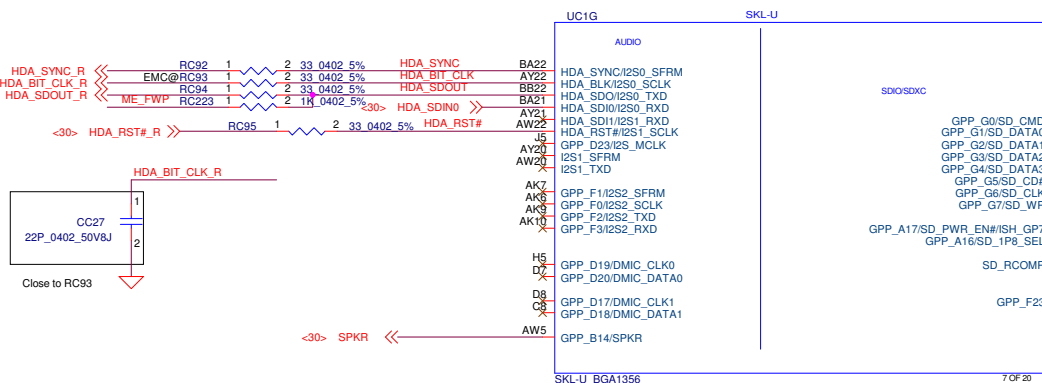 UC1G SKL-U
AUDIO
SDIO/SDXC
HDA_SYNC_R RC92 1 2 33_0402_5% HDA_SYNC BA22 HDA_SYNC/I2S0_SFRM
HDA_BIT_CLK_R EMC@RC93 1 2 33_0402_5% HDA_BIT_CLK AY22 HDA_BLK/I2S0_SCLK
HDA_SDOUT_R RC94 1 2 33_0402_5% HDA_SDOUT BB22 HDA_SDO/I2S0_TXD
ME_FWP RC223 1 2 1K_0402_5% <30> HDA_SDIN0 BA21 HDA_SDI0/I2S0_RXD
AY21 HDA_SDI1/I2S1_RXD GPP_G0/SD_CMD
<30> HDA_RST#_R RC95 1 2 33_0402_5% HDA_RST# AW22 HDA_RST#/I2S1_SCLK GPP_G1/SD_DATA0
J5 GPP_D23/I2S_MCLK GPP_G2/SD_DATA1
AY20 I2S1_SFRM GPP_G3/SD_DATA2
AW20 I2S1_TXD GPP_G4/SD_DATA3
GPP_G5/SD_CD#
HDA_BIT_CLK_R
AK7 GPP_F1/I2S2_SFRM GPP_G6/SD_CLK
AK6 GPP_F0/I2S2_SCLK GPP_G7/SD_WP
AK9 GPP_F2/I2S2_TXD
AK10 GPP_F3/I2S2_RXD GPP_A17/SD_PWR_EN#/ISH_GP7
GPP_A16/SD_1P8_SEL
1
CC27
22P_0402_50V8J
2
Close to RC93
H5 GPP_D19/DMIC_CLK0 SD_RCOMP
D7 GPP_D20/DMIC_DATA0
D8 GPP_D17/DMIC_CLK1 GPP_F23
C8 GPP_D18/DMIC_DATA1
<30> SPKR AW5 GPP_B14/SPKR
SKL-U_BGA1356 7 OF 20